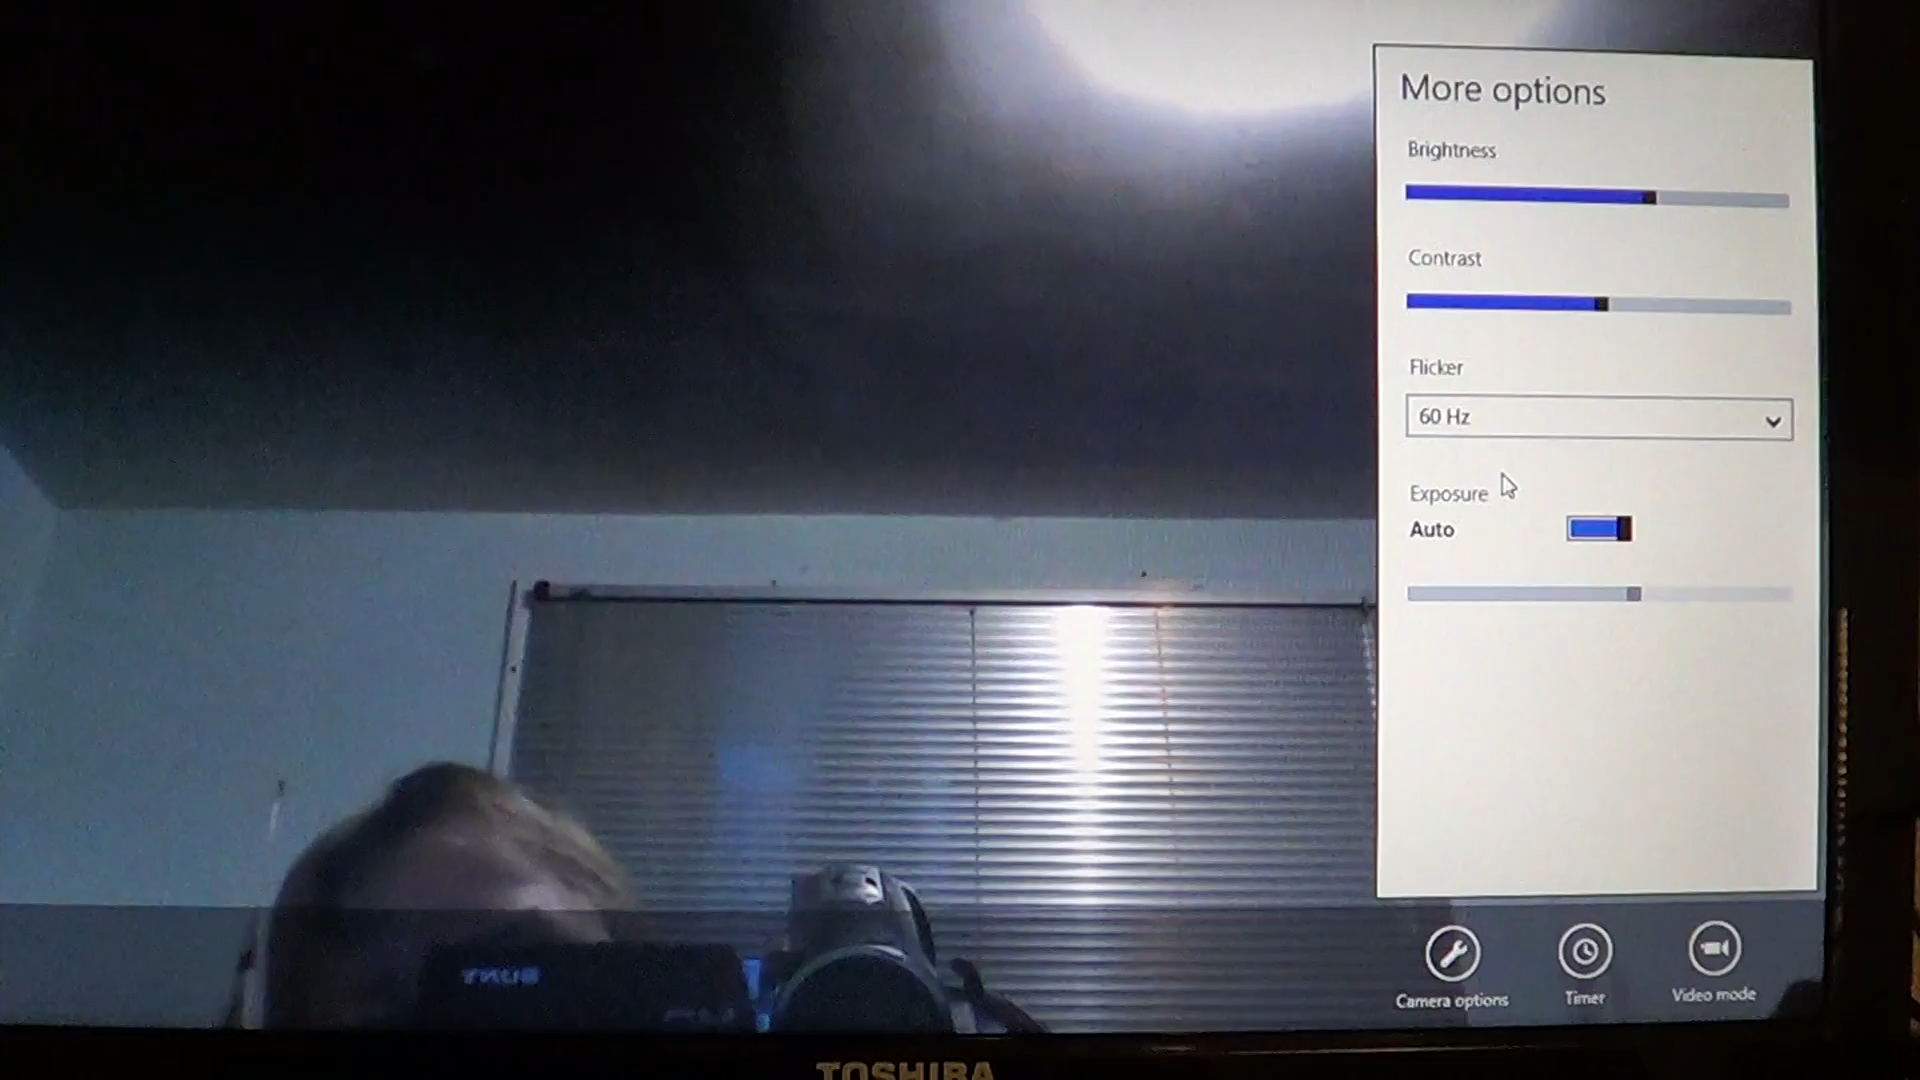 More options
Brightness
Contrast
Flicker
60 Hz
Exposure
Auto
Camera options
Timer
Video mode
TOSHIBA